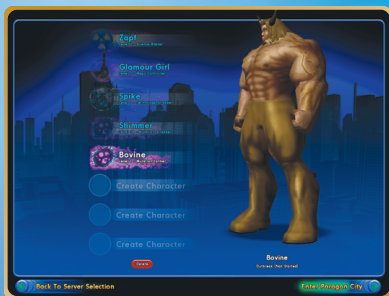 Zapf
Glamour Girl
Spike
Shimmer
Bovine
Create Character
Create Character
Create Character
Delete
Bovine
Outbreak (Not Started)
Back To Server Selection
Enter Paragon City